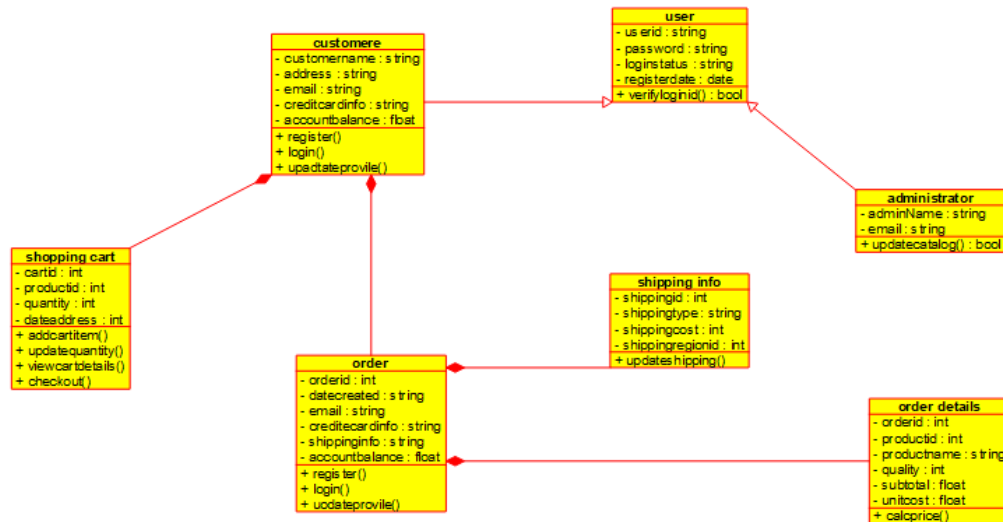 user
- userid : string
- password : string
- loginstatus : string
- registerdate : date
+ verifyloginid() : bool
customere
- customername : string
- address : string
- email : string
- creditcardinfo : string
- accountbalance : float
+ register()
+ login()
+ upadtateprovile()
administrator
- adminName : string
- email : string
+ updatecatalog() : bool
shopping cart
- cartid : int
- productid : int
- quantity : int
- dateaddress : int
+ addcartitem()
+ updatequantity()
+ viewcartdetails()
+ checkout()
shipping info
- shippingid : int
- shippingtype : string
- shippingcost : int
- shippingregionid : int
+ updateshipping()
order
- orderid : int
- datecreated : string
- email : string
- creditecardinfo : string
- shippinginfo : string
- accountbalance : float
+ register()
+ login()
+ uodateprovile()
order details
- orderid : int
- productid : int
- productname : string
- quality : int
- subtotal : float
- unitcost : float
+ calcprice()